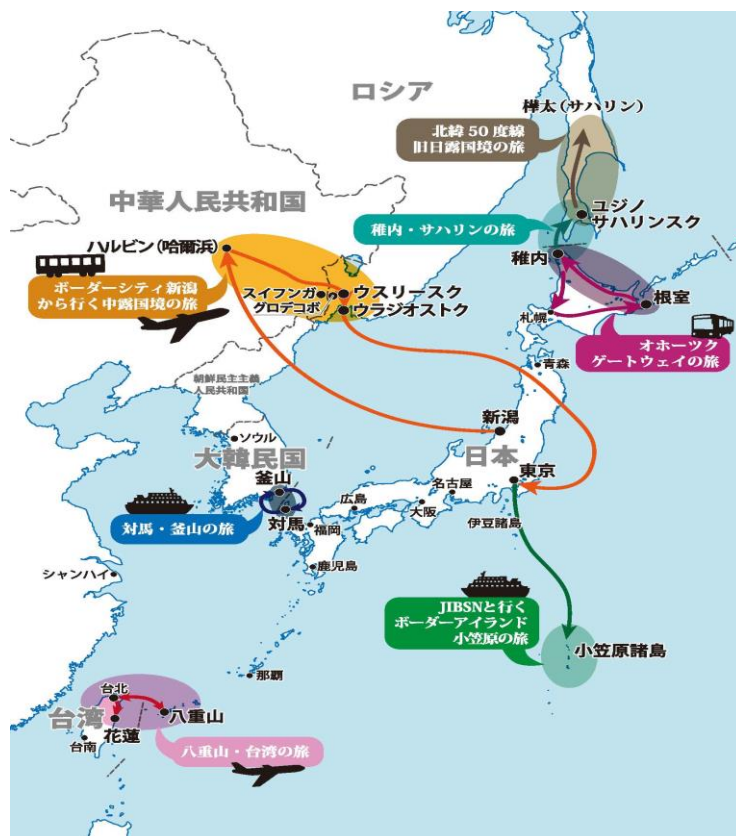 ロシア
樺太(サハリン)
北緯50度線
旧日露国境の旅
中華人民共和国
ユジノ
サハリンスク
稚内・サハリンの旅
ハルビン(哈爾浜)
稚内
ボーダーシティ新潟
から行く中露国境の旅
スイフンガ
グロデコボ
ウスリースク
ウラジオストク
根室
札幌
オホーツク
ゲートウェイの旅
青森
朝鮮民主主義
人民共和国
新潟
ソウル
大韓民国
日本
釜山
東京
名古屋
広島
大阪
対馬・釜山の旅
対馬
福岡
伊豆諸島
鹿児島
シャンハイ
JIBSNと行く
ボーダーアイランド
小笠原の旅
小笠原諸島
那覇
台北
台湾
八重山
花蓮
台南
八重山・台湾の旅